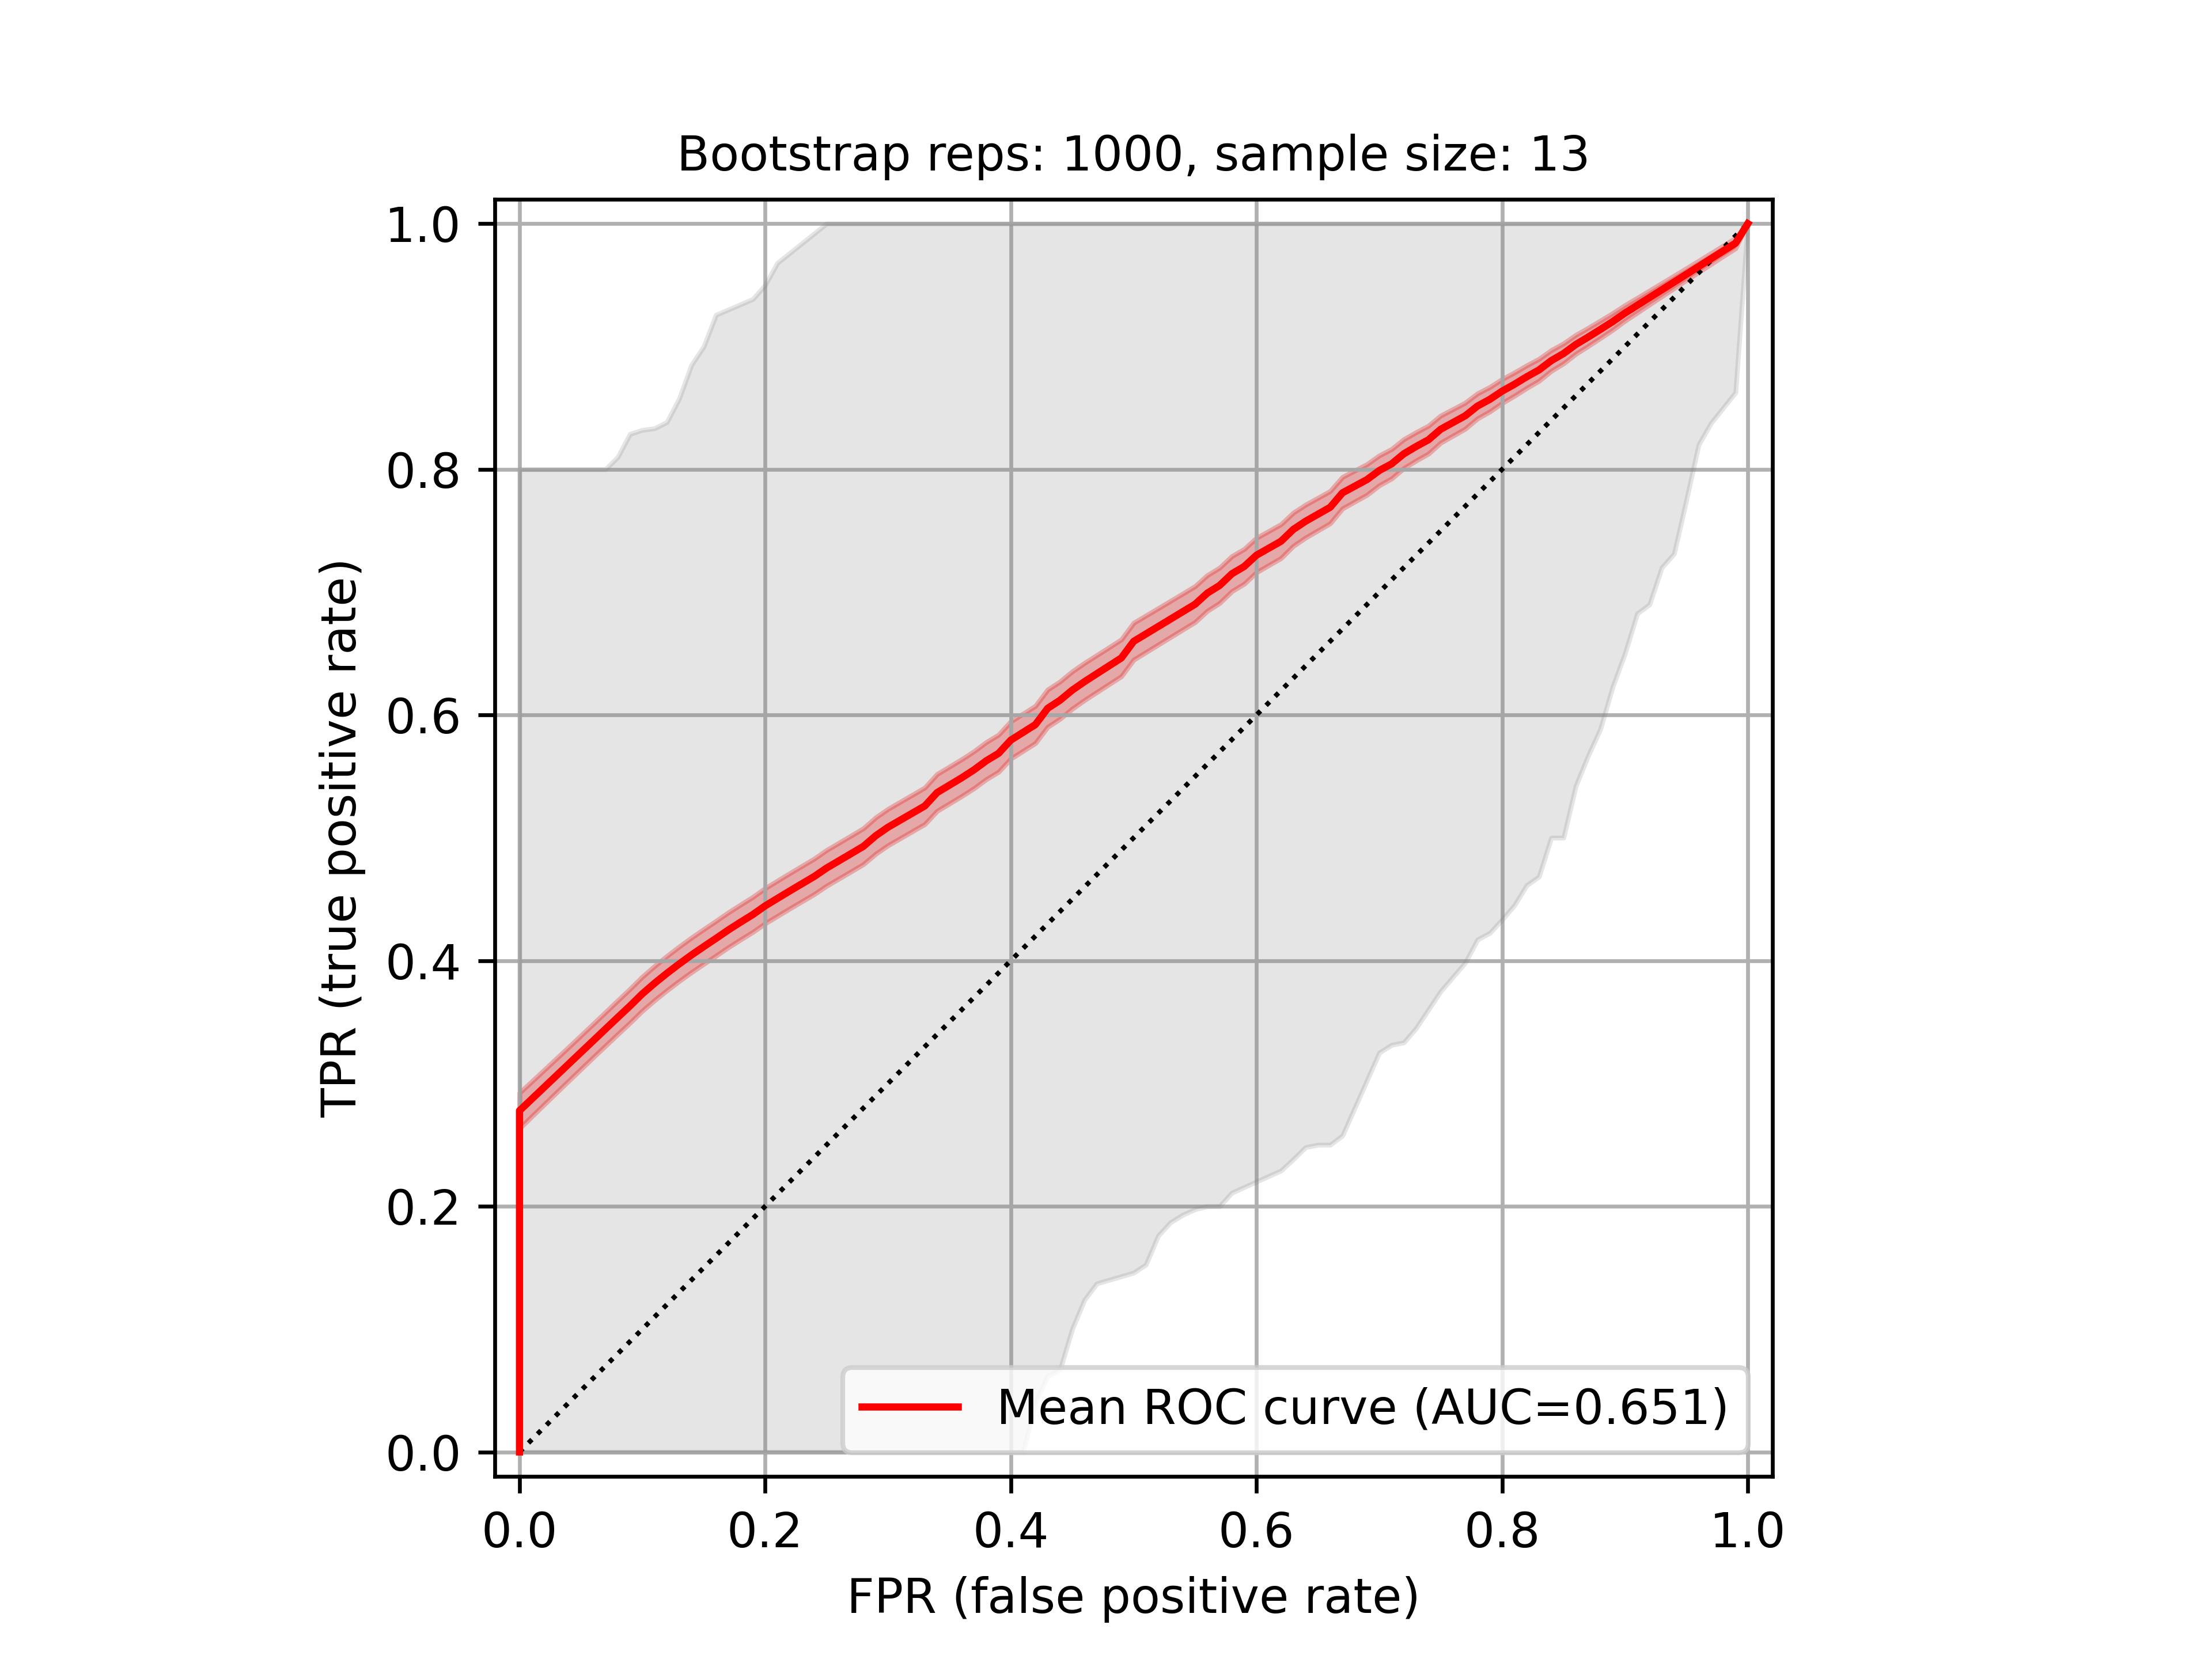 Bootstrap reps: 1000, sample size: 13
TPR (true positive rate)
1.0
0.8
0.6
0.4
0.2
0.0
Mean ROC curve (AUC=0.651)
0.0 0.2 0.4 0.6 0.8 1.0
FPR (false positive rate)